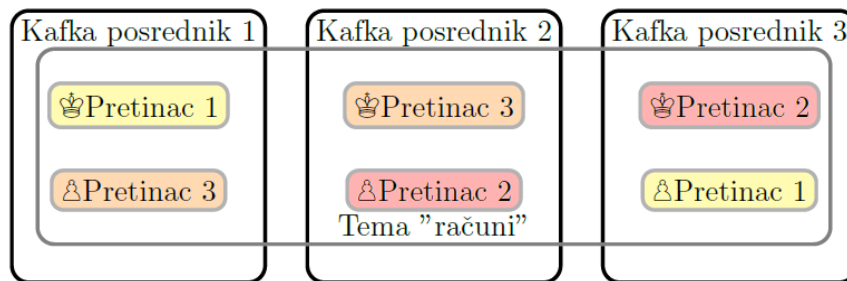 Kafka posrednik 1 Kafka posrednik 2 Kafka posrednik 3
♔Pretinac 1 ♔Pretinac 3 ♔Pretinac 2
♙Pretinac 3 ♙Pretinac 2 ♙Pretinac 1
Tema "računi"